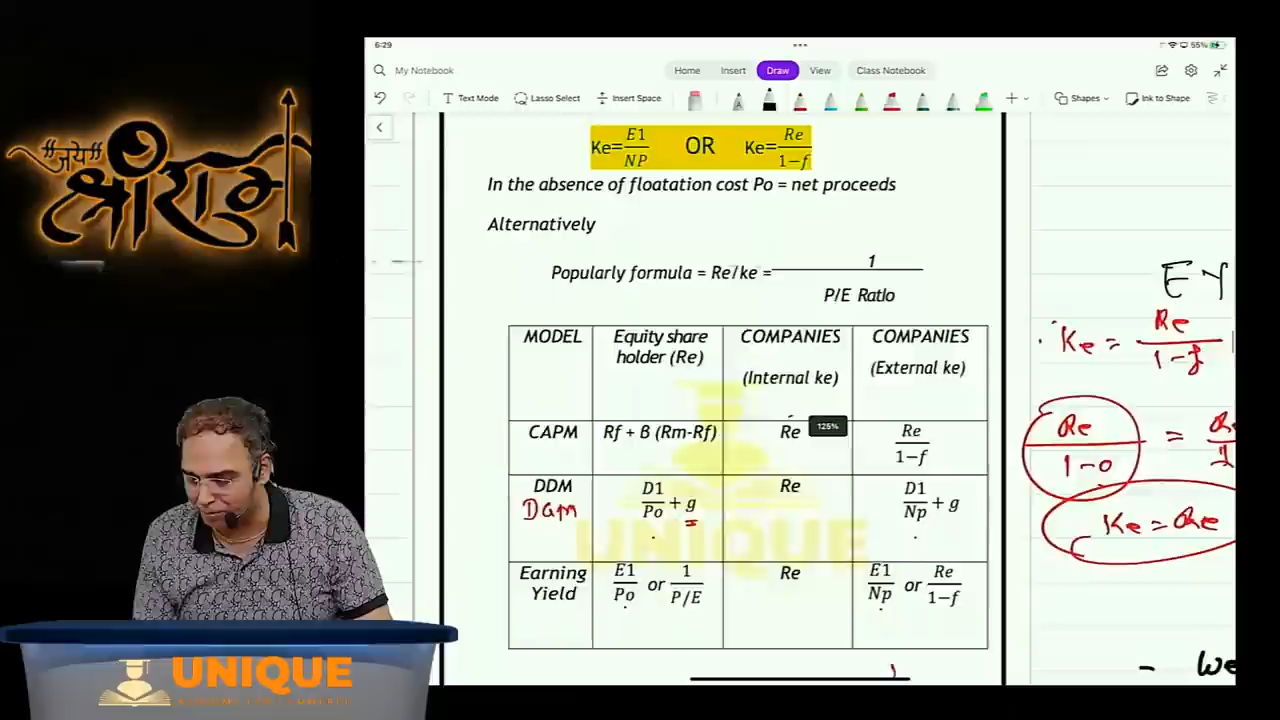 "जय"
श्रीराम
6:29
55%
My Notebook
Home Insert Draw View Class Notebook
Text Mode Lasso Select Insert Space Shapes Ink to Shape
Ke= E1/NP OR Ke= Re/1−f
In the absence of floatation cost Po = net proceeds
Alternatively
Popularly formula = Re/ke = 1 / P/E Ratio
MODEL Equity share holder (Re) COMPANIES (Internal ke) COMPANIES (External ke)
CAPM Rf + B (Rm-Rf) Re Re/1−f
125%
DDM D1/Po + g Re D1/Np + g
DGM
Earning Yield E1/Po or 1/P/E Re E1/Np or Re/1−f
EY
Ke = Re/1-f
Re/1-0 =
Ke = Re
- We
UNIQUE
UNIQUE